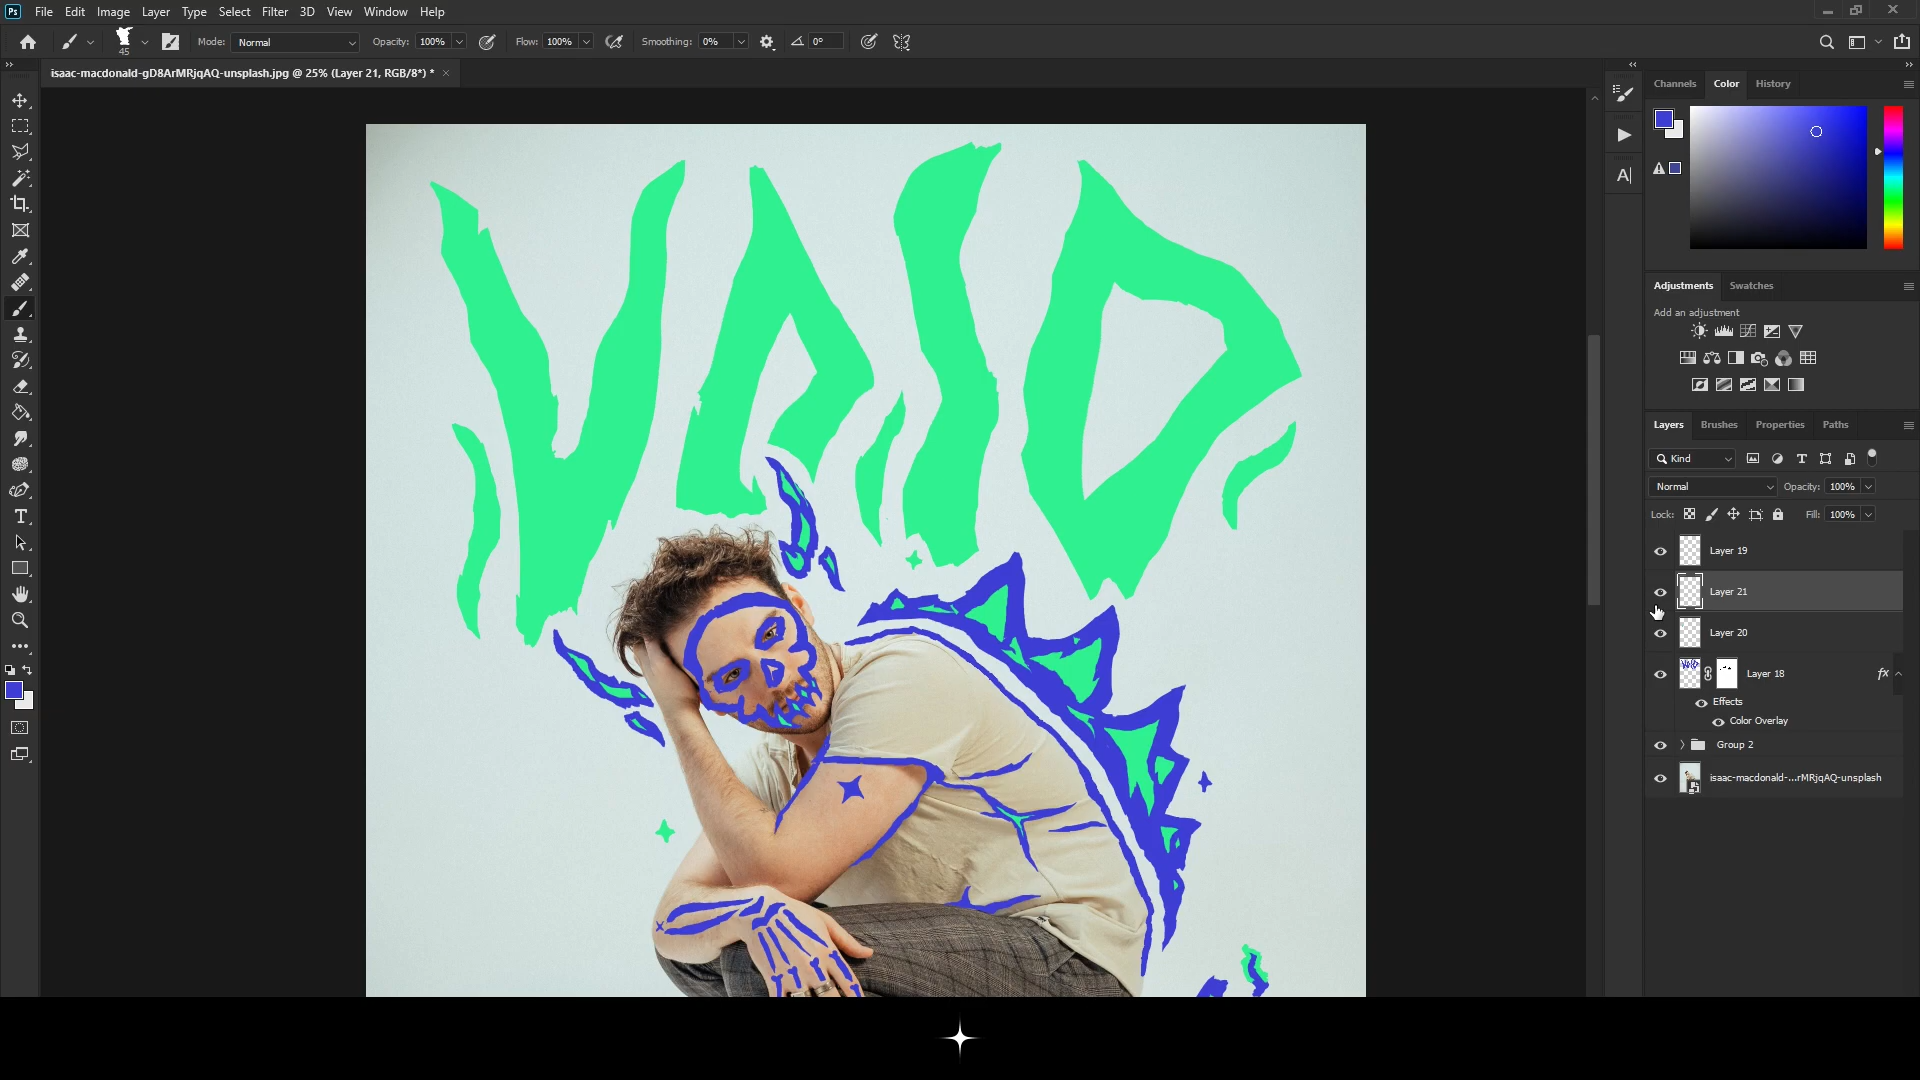 Ps File Edit Image Layer Type Select Filter 3D View Window Help
45 Mode: Normal Opacity: 100% Flow: 100% Smoothing: 0% 0°
isaac-macdonald-gD8ArMRjqAQ-unsplash.jpg @ 25% (Layer 21, RGB/8*) * ×
Channels Color History
VOID
Adjustments Swatches
Add an adjustment
Layers Brushes Properties Paths
Kind
Normal Opacity: 100%
Lock: Fill: 100%
Layer 19
Layer 21
Layer 20
Layer 18 fx
Effects
Color Overlay
Group 2
isaac-macdonald-...rMRjqAQ-unsplash